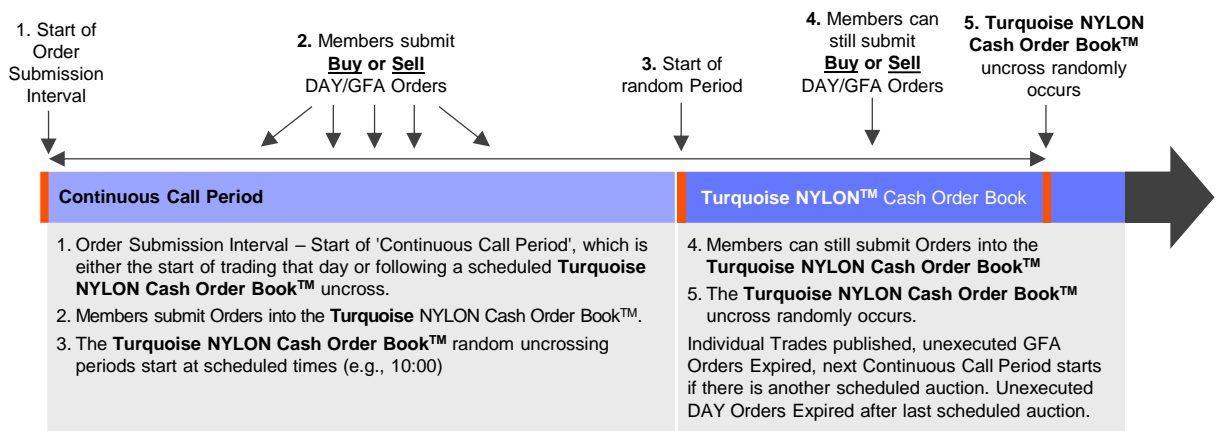 1. Start of
Order
Submission
Interval
2. Members submit
Buy or Sell
DAY/GFA Orders
3. Start of
random Period
4. Members can
still submit
Buy or Sell
DAY/GFA Orders
5. Turquoise NYLON
Cash Order Book™
uncross randomly
occurs
Continuous Call Period
Turquoise NYLON™ Cash Order Book
1. Order Submission Interval – Start of 'Continuous Call Period', which is
either the start of trading that day or following a scheduled Turquoise
NYLON Cash Order Book™ uncross.
2. Members submit Orders into the Turquoise NYLON Cash Order Book™.
3. The Turquoise NYLON Cash Order Book™ random uncrossing
periods start at scheduled times (e.g., 10:00)
4. Members can still submit Orders into the
Turquoise NYLON Cash Order Book™
5. The Turquoise NYLON Cash Order Book™
uncross randomly occurs.
Individual Trades published, unexecuted GFA
Orders Expired, next Continuous Call Period starts
if there is another scheduled auction. Unexecuted
DAY Orders Expired after last scheduled auction.